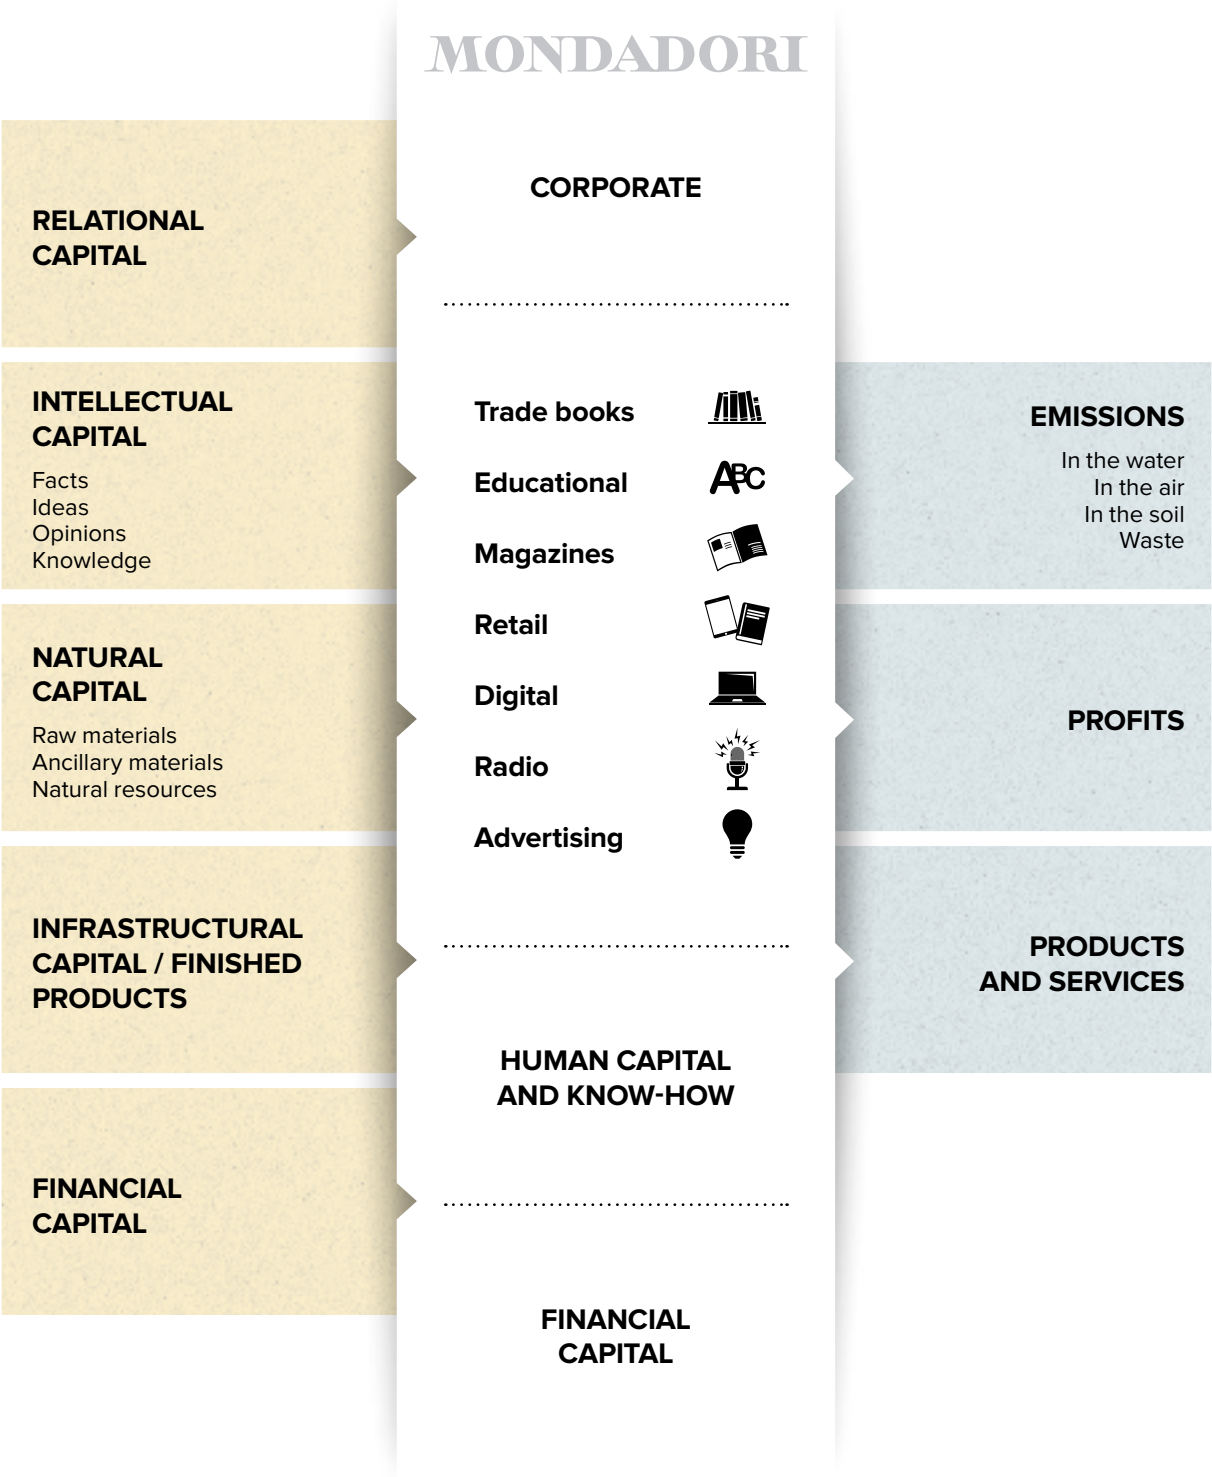 MONDADORI
RELATIONAL
CAPITAL
INTELLECTUAL
CAPITAL
Facts
Ideas
Opinions
Knowledge
NATURAL
CAPITAL
Raw materials
Ancillary materials
Natural resources
INFRASTRUCTURAL
CAPITAL / FINISHED
PRODUCTS
FINANCIAL
CAPITAL
CORPORATE
Trade books
Educational
ABC
Magazines
Retail
Digital
Radio
Advertising
HUMAN CAPITAL
AND KNOW-HOW
FINANCIAL
CAPITAL
EMISSIONS
In the water
In the air
In the soil
Waste
PROFITS
PRODUCTS
AND SERVICES